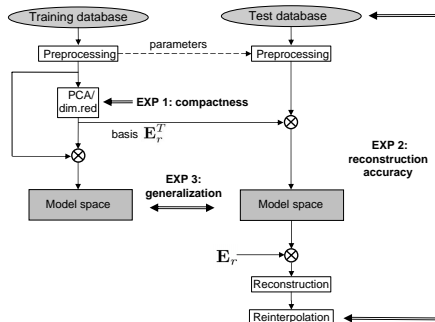 Training database
Test database
parameters
Preprocessing
Preprocessing
PCA/
dim.red
EXP 1: compactness
basis E_r^T
EXP 2:
reconstruction
accuracy
EXP 3:
generalization
Model space
Model space
E_r
Reconstruction
Reinterpolation